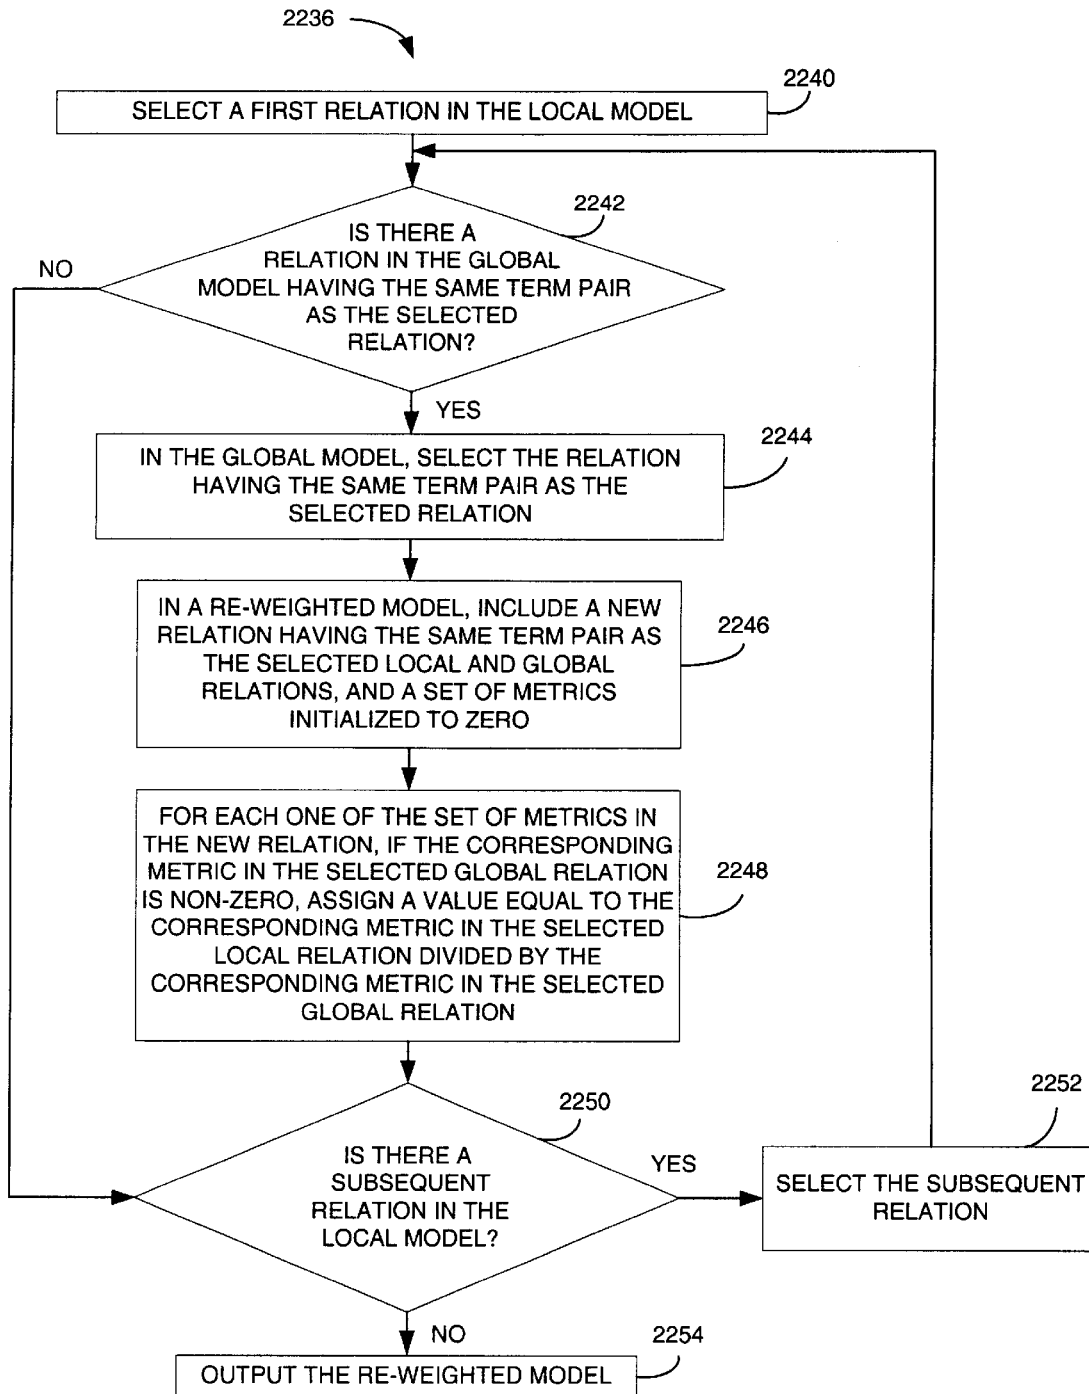 2236
2240
SELECT A FIRST RELATION IN THE LOCAL MODEL
2242
IS THERE A
RELATION IN THE GLOBAL
MODEL HAVING THE SAME TERM PAIR
AS THE SELECTED
RELATION?
NO
YES
2244
IN THE GLOBAL MODEL, SELECT THE RELATION
HAVING THE SAME TERM PAIR AS THE
SELECTED RELATION
2246
IN A RE-WEIGHTED MODEL, INCLUDE A NEW
RELATION HAVING THE SAME TERM PAIR AS
THE SELECTED LOCAL AND GLOBAL
RELATIONS, AND A SET OF METRICS
INITIALIZED TO ZERO
2248
FOR EACH ONE OF THE SET OF METRICS IN
THE NEW RELATION, IF THE CORRESPONDING
METRIC IN THE SELECTED GLOBAL RELATION
IS NON-ZERO, ASSIGN A VALUE EQUAL TO THE
CORRESPONDING METRIC IN THE SELECTED
LOCAL RELATION DIVIDED BY THE
CORRESPONDING METRIC IN THE SELECTED
GLOBAL RELATION
2250
IS THERE A
SUBSEQUENT
RELATION IN THE
LOCAL MODEL?
YES
2252
SELECT THE SUBSEQUENT
RELATION
NO
2254
OUTPUT THE RE-WEIGHTED MODEL